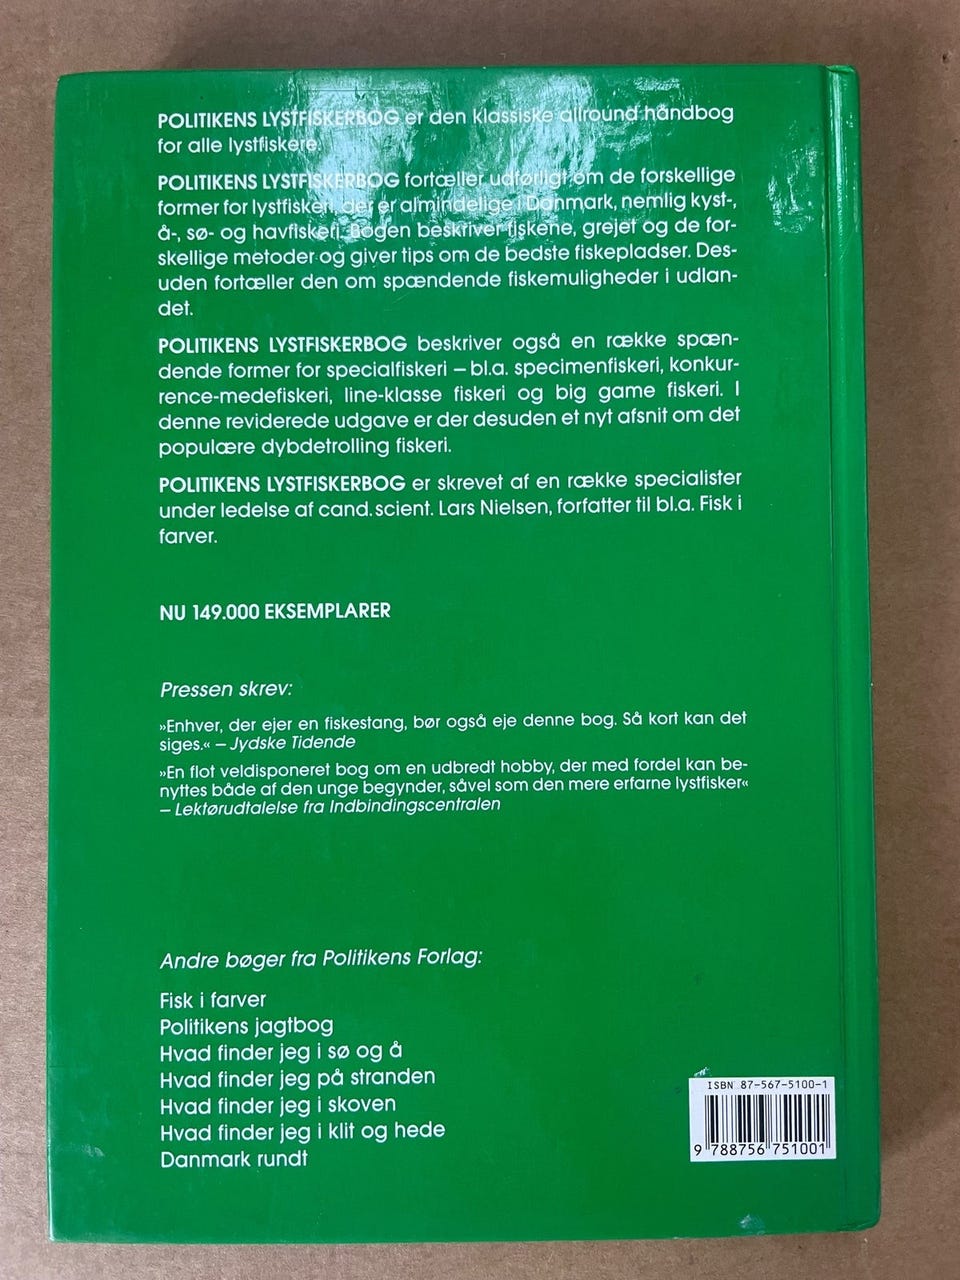 POLITIKENS LYSTFISKERBOG er den klassiske allround håndbog
for alle lystfiskere.
POLITIKENS LYSTFISKERBOG fortæller udførligt om de forskellige
former for lystfiskeri, der er almindelige i Danmark, nemlig kyst-,
å-, sø- og havfiskeri. Bogen beskriver fiskene, grejet og de for-
skellige metoder og giver tips om de bedste fiskepladser. Des-
uden fortæller den om spændende fiskemuligheder i udlan-
det.
POLITIKENS LYSTFISKERBOG beskriver også en række spæn-
dende former for specialfiskeri – bl.a. specimenfiskeri, konkur-
rence-medefiskeri, line-klasse fiskeri og big game fiskeri. I
denne reviderede udgave er der desuden et nyt afsnit om det
populære dybdetrolling fiskeri.
POLITIKENS LYSTFISKERBOG er skrevet af en række specialister
under ledelse af cand.scient. Lars Nielsen, forfatter til bl.a. Fisk i
farver.
NU 149.000 EKSEMPLARER
Pressen skrev:
»Enhver, der ejer en fiskestang, bør også eje denne bog. Så kort kan det
siges.« – Jydske Tidende
»En flot veldisponeret bog om en udbredt hobby, der med fordel kan be-
nyttes både af den unge begynder, såvel som den mere erfarne lystfisker«
– Lektørudtalelse fra Indbindingscentralen
Andre bøger fra Politikens Forlag:
Fisk i farver
Politikens jagtbog
Hvad finder jeg i sø og å
Hvad finder jeg på stranden
Hvad finder jeg i skoven
Hvad finder jeg i klit og hede
Danmark rundt
ISBN 87-567-5100-1
9 788756 751001